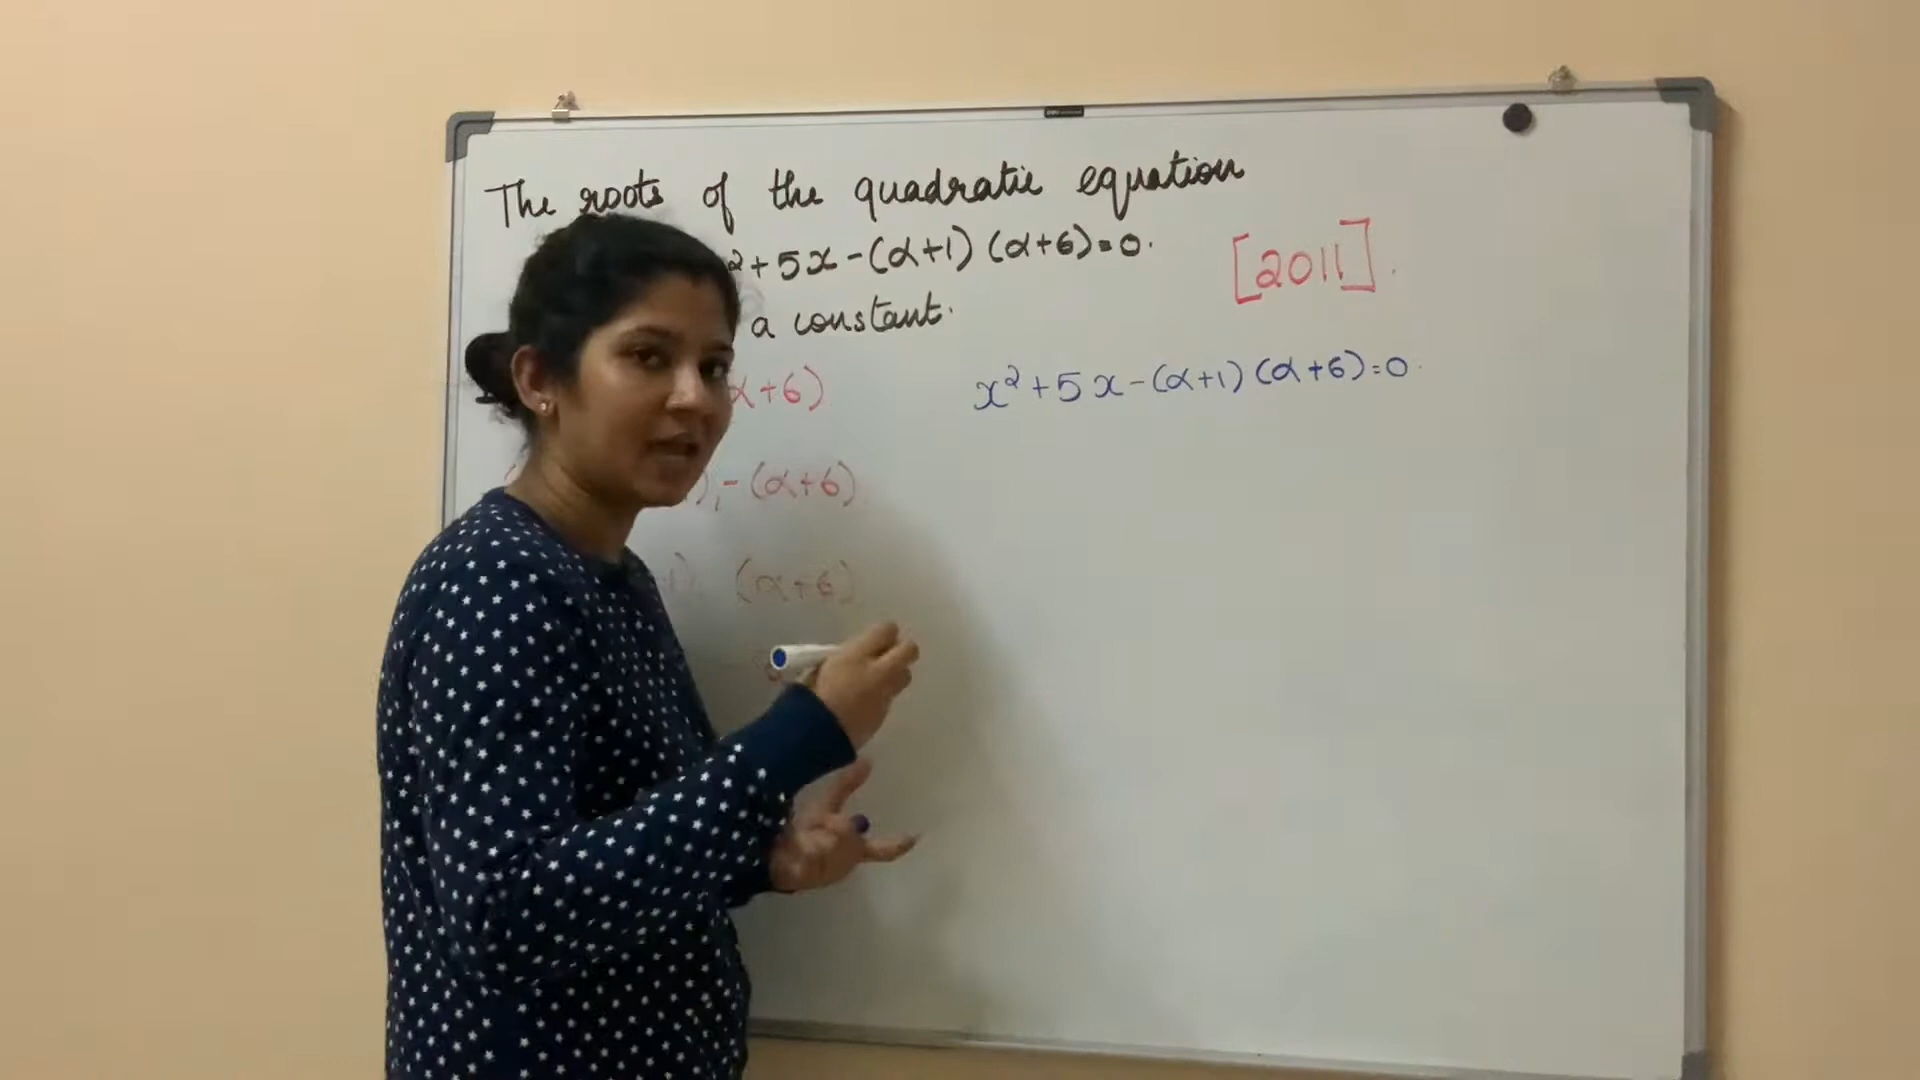 The roots of the quadratic equation
²+5x-(α+1)(α+6)=0.
[2011].
a constant.
α+6)
x²+5x-(α+1)(α+6)=0.
),-(α+6)
1), (α+6)